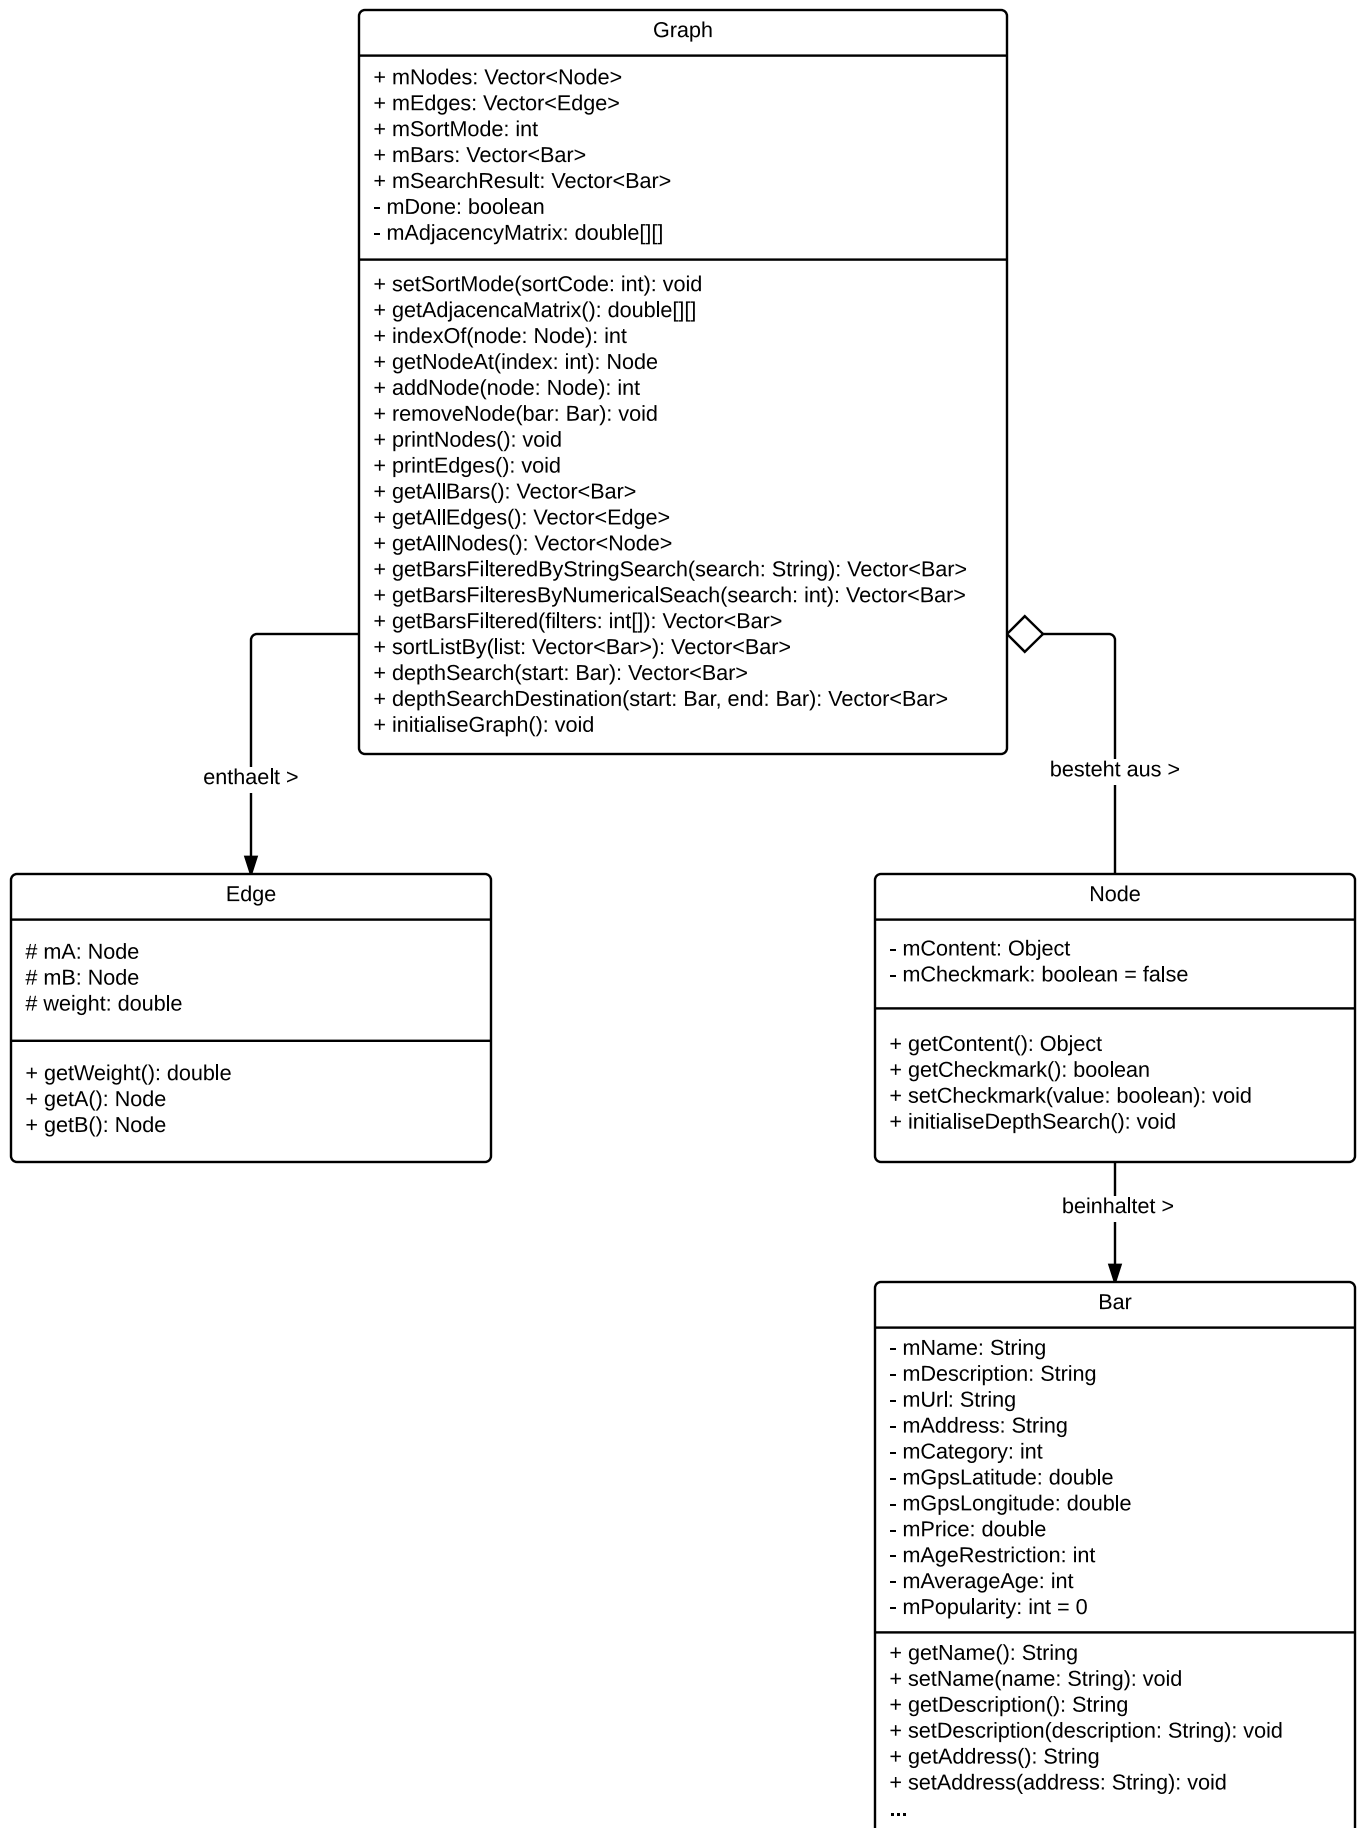 Graph
+ mNodes: Vector<Node>
+ mEdges: Vector<Edge>
+ mSortMode: int
+ mBars: Vector<Bar>
+ mSearchResult: Vector<Bar>
- mDone: boolean
- mAdjacencyMatrix: double[][]
+ setSortMode(sortCode: int): void
+ getAdjacencaMatrix(): double[][]
+ indexOf(node: Node): int
+ getNodeAt(index: int): Node
+ addNode(node: Node): int
+ removeNode(bar: Bar): void
+ printNodes(): void
+ printEdges(): void
+ getAllBars(): Vector<Bar>
+ getAllEdges(): Vector<Edge>
+ getAllNodes(): Vector<Node>
+ getBarsFilteredByStringSearch(search: String): Vector<Bar>
+ getBarsFilteresByNumericalSeach(search: int): Vector<Bar>
+ getBarsFiltered(filters: int[]): Vector<Bar>
+ sortListBy(list: Vector<Bar>): Vector<Bar>
+ depthSearch(start: Bar): Vector<Bar>
+ depthSearchDestination(start: Bar, end: Bar): Vector<Bar>
+ initialiseGraph(): void
enthaelt >
besteht aus >
Edge
# mA: Node
# mB: Node
# weight: double
+ getWeight(): double
+ getA(): Node
+ getB(): Node
Node
- mContent: Object
- mCheckmark: boolean = false
+ getContent(): Object
+ getCheckmark(): boolean
+ setCheckmark(value: boolean): void
+ initialiseDepthSearch(): void
beinhaltet >
Bar
- mName: String
- mDescription: String
- mUrl: String
- mAddress: String
- mCategory: int
- mGpsLatitude: double
- mGpsLongitude: double
- mPrice: double
- mAgeRestriction: int
- mAverageAge: int
- mPopularity: int = 0
+ getName(): String
+ setName(name: String): void
+ getDescription(): String
+ setDescription(description: String): void
+ getAddress(): String
+ setAddress(address: String): void
...